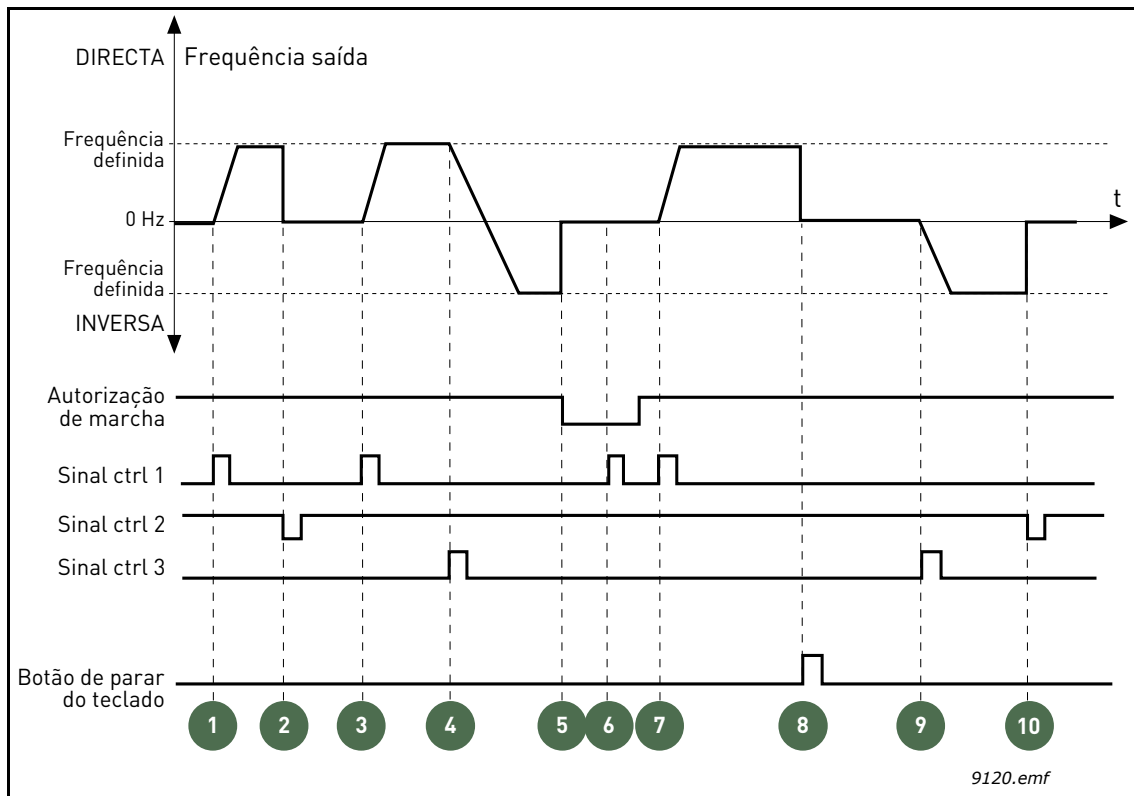 DIRECTA
Frequência saída
Frequência
definida
0 Hz
t
Frequência
definida
INVERSA
Autorização
de marcha
Sinal ctrl 1
Sinal ctrl 2
Sinal ctrl 3
Botão de parar
do teclado
1
2
3
4
5
6
7
8
9
10
9120.emf